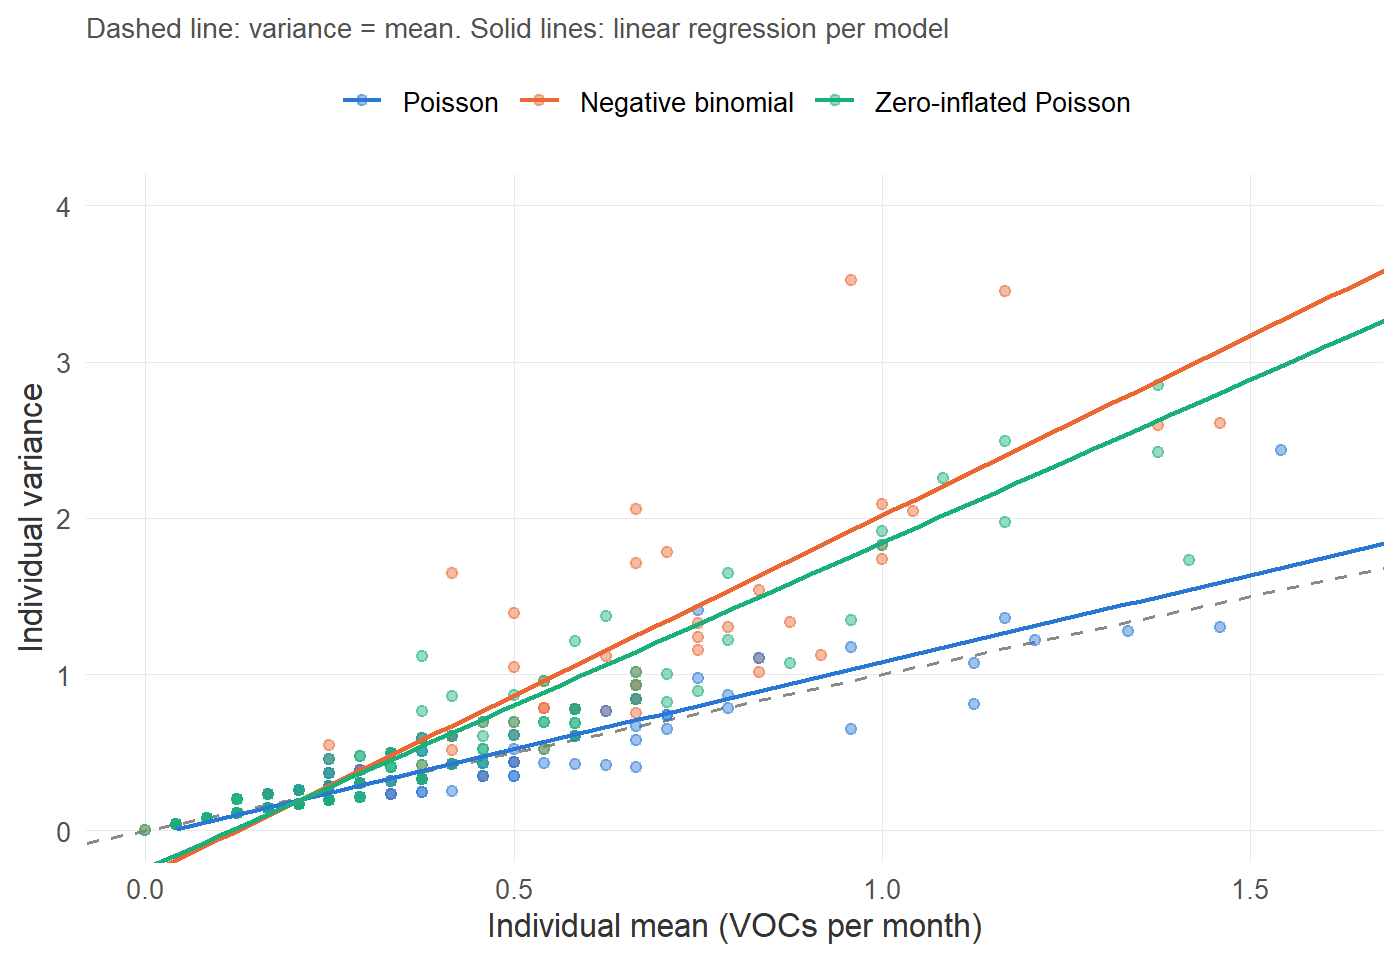 Dashed line: variance = mean. Solid lines: linear regression per model
Poisson Negative binomial Zero-inflated Poisson
4
3
2
1
0
Individual variance
0.0 0.5 1.0 1.5
Individual mean (VOCs per month)